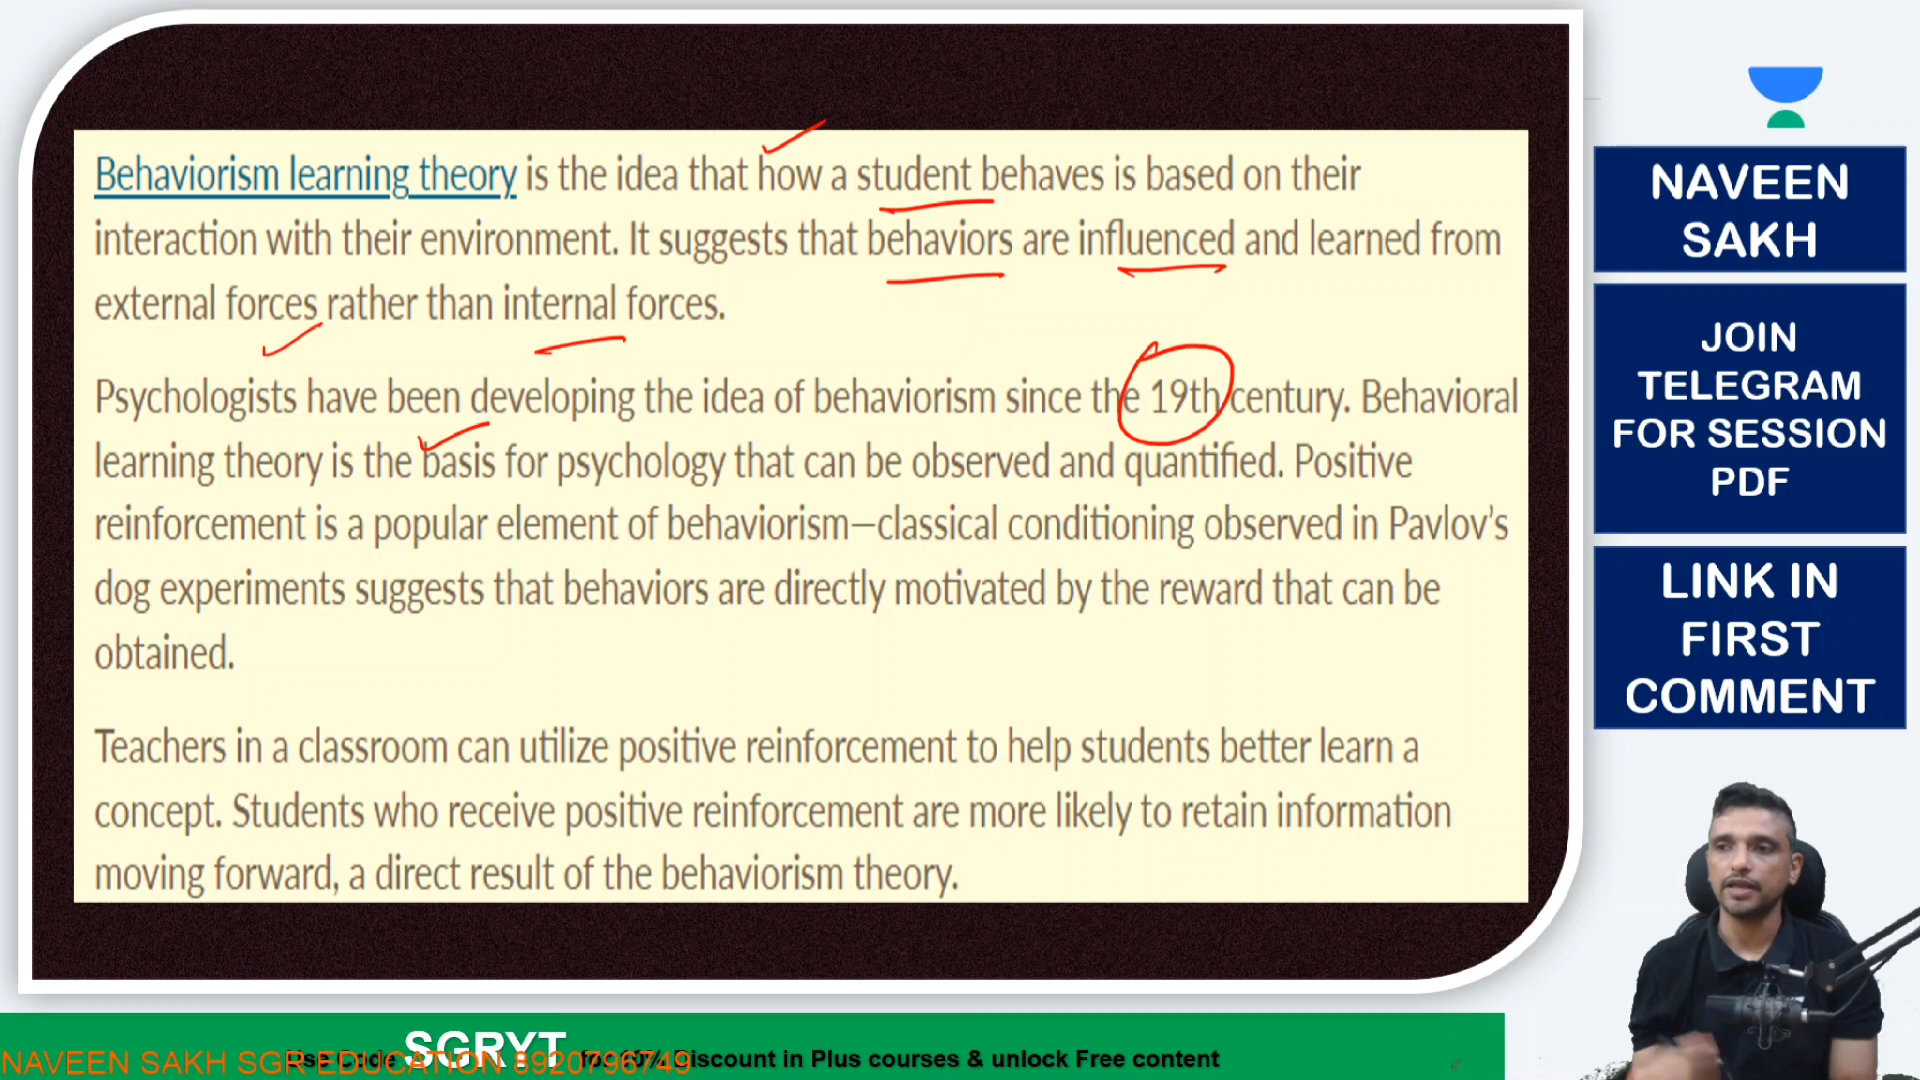 Behaviorism learning theory is the idea that how a student behaves is based on their
interaction with their environment. It suggests that behaviors are influenced and learned from
external forces rather than internal forces.
Psychologists have been developing the idea of behaviorism since the 19th century. Behavioral
learning theory is the basis for psychology that can be observed and quantified. Positive
reinforcement is a popular element of behaviorism—classical conditioning observed in Pavlov's
dog experiments suggests that behaviors are directly motivated by the reward that can be
obtained.
Teachers in a classroom can utilize positive reinforcement to help students better learn a
concept. Students who receive positive reinforcement are more likely to retain information
moving forward, a direct result of the behaviorism theory.
NAVEEN
SAKH
JOIN
TELEGRAM
FOR SESSION
PDF
LINK IN
FIRST
COMMENT
Code SGRYT for Discount in Plus courses & unlock Free content
NAVEEN SAKH SGR EDUCATION 8920796749